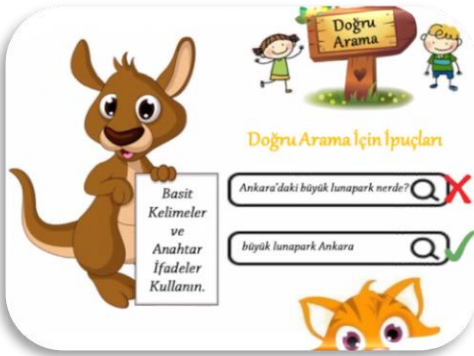 Doğru
Arama
Doğru Arama İçin İpuçları
Basit
Kelimeler
ve
Anahtar
İfadeler
Kullanın.
Ankara'daki büyük lunapark nerde?
büyük lunapark Ankara